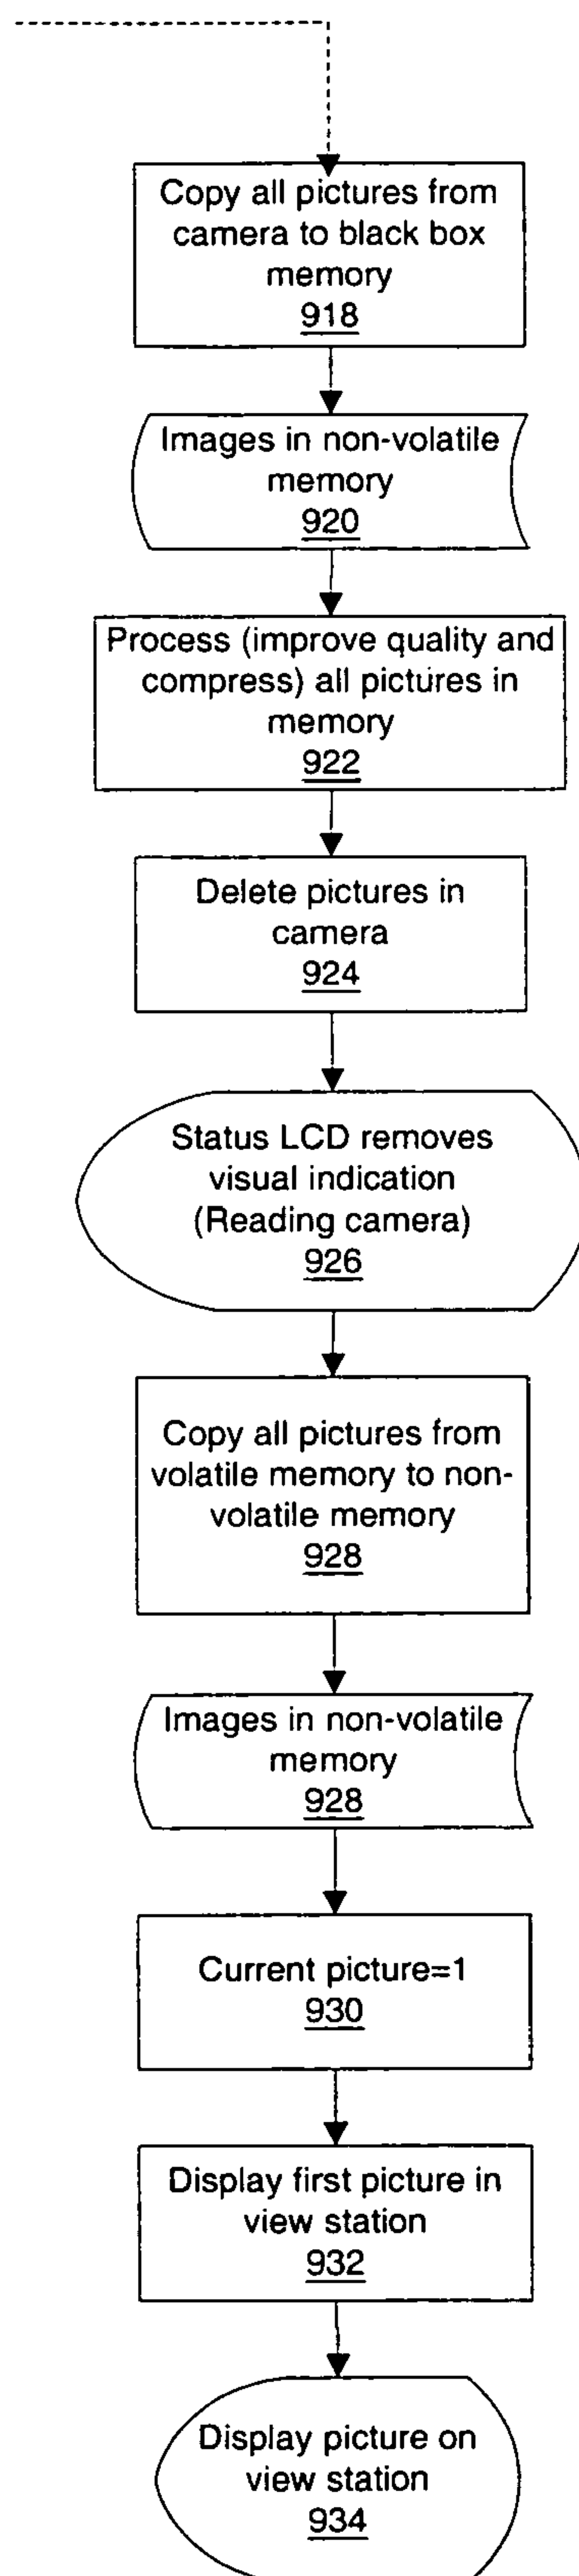 Copy all pictures from
camera to black box
memory
918
Images in non-volatile
memory
920
Process (improve quality and
compress) all pictures in
memory
922
Delete pictures in
camera
924
Status LCD removes
visual indication
(Reading camera)
926
Copy all pictures from
volatile memory to non-
volatile memory
928
Images in non-volatile
memory
928
Current picture=1
930
Display first picture in
view station
932
Display picture on
view station
934